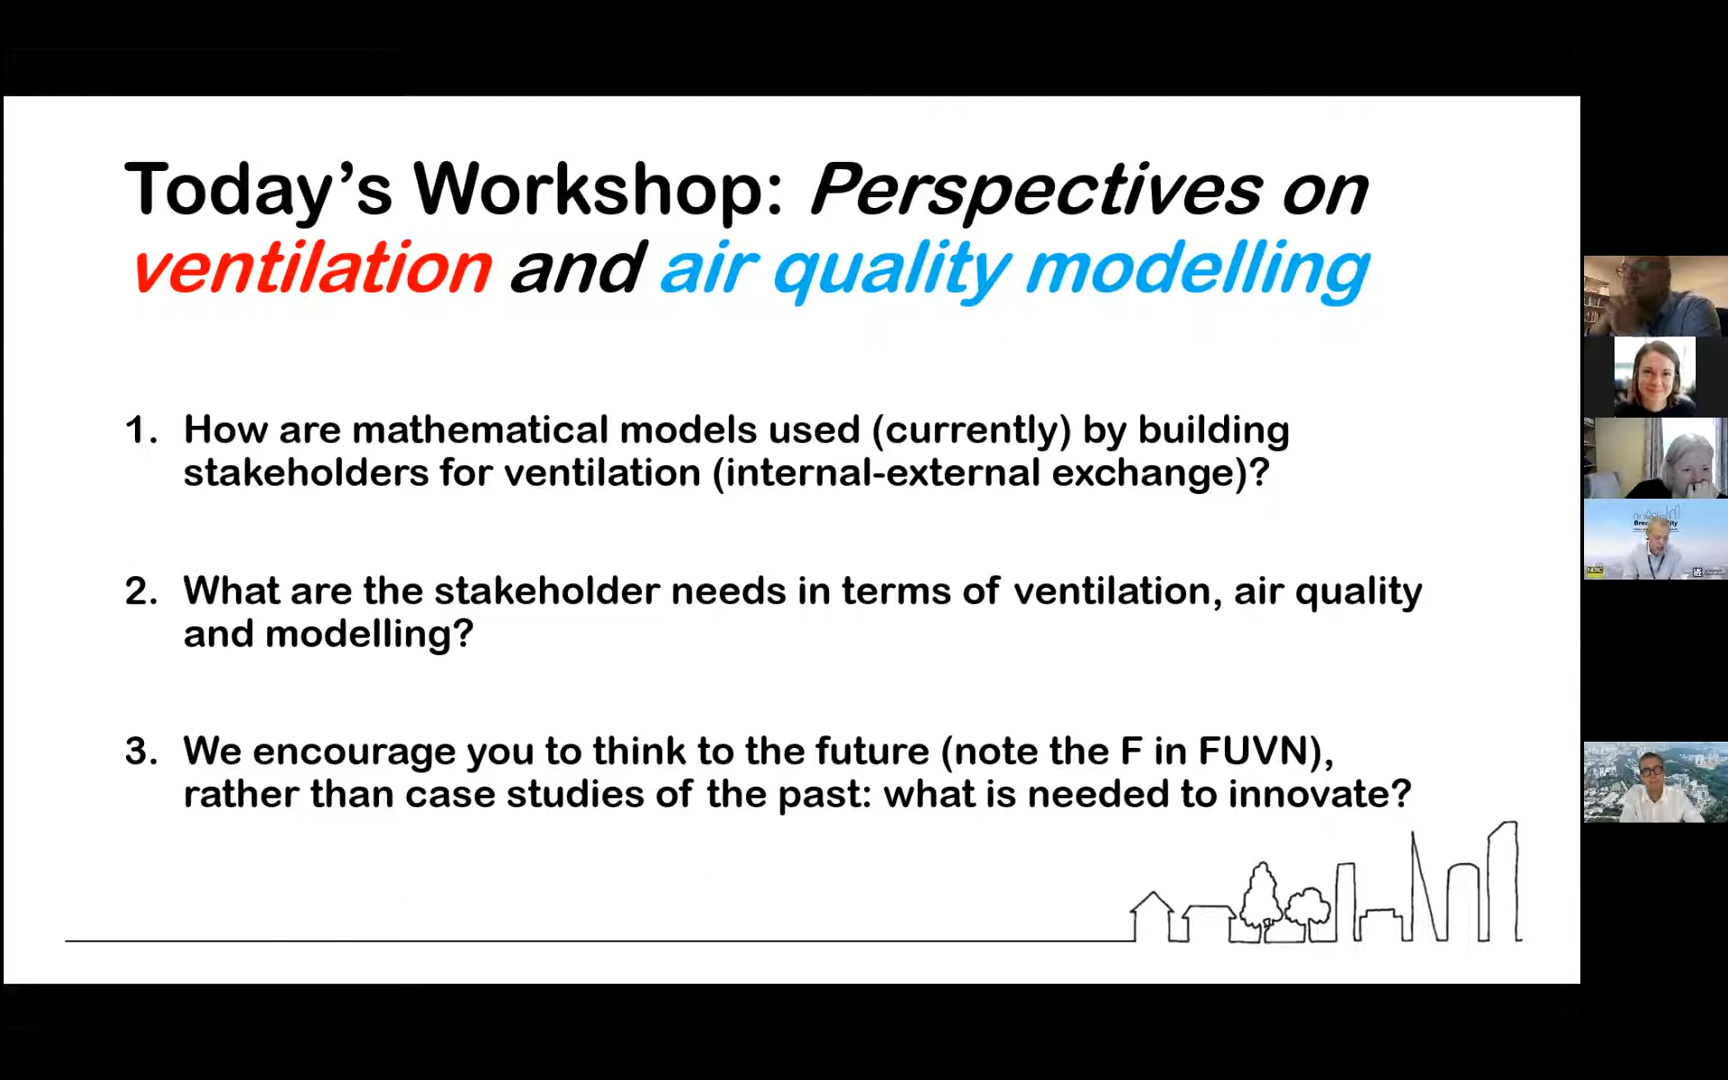 Today’s Workshop: Perspectives on
ventilation and air quality modelling
1. How are mathematical models used (currently) by building
stakeholders for ventilation (internal-external exchange)?
2. What are the stakeholder needs in terms of ventilation, air quality
and modelling?
3. We encourage you to think to the future (note the F in FUVN),
rather than case studies of the past: what is needed to innovate?